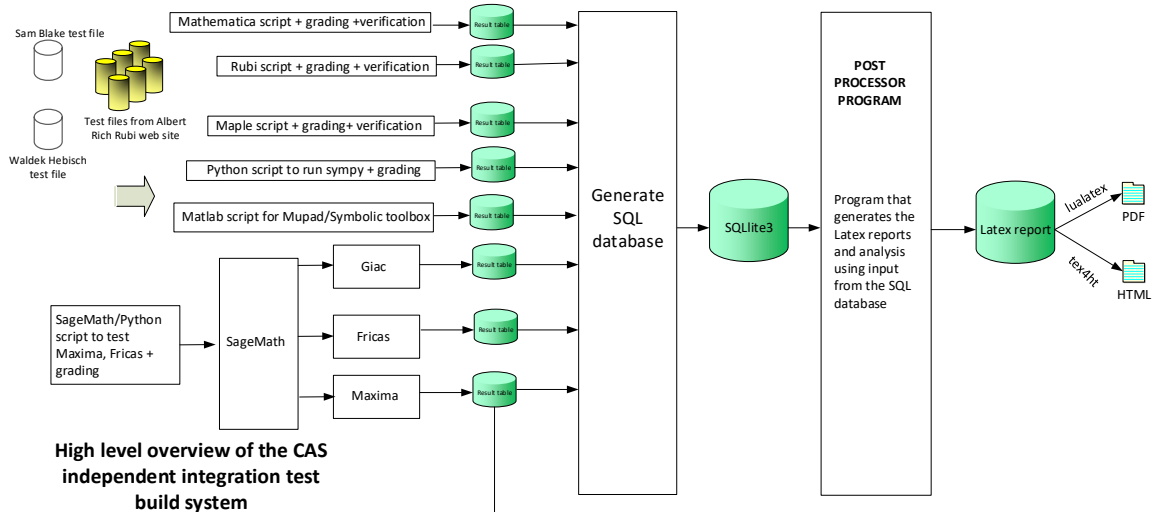 Sam Blake test file
Test files from Albert
Rich Rubi web site
Waldek Hebisch
test file
Mathematica script + grading +verification
Result table
Rubi script + grading + verification
Result table
Maple script + grading+ verification
Result table
Python script to run sympy + grading
Result table
Matlab script for Mupad/Symbolic toolbox
Result table
Giac
Result table
SageMath/Python
script to test
Maxima, Fricas +
grading
SageMath
Fricas
Result table
Maxima
Result table
High level overview of the CAS
independent integration test
build system
Generate
SQL
database
SQLlite3
POST
PROCESSOR
PROGRAM
Program that
generates the
Latex reports
and analysis
using input
from the SQL
database
Latex report
lualatex
PDF
tex4ht
HTML